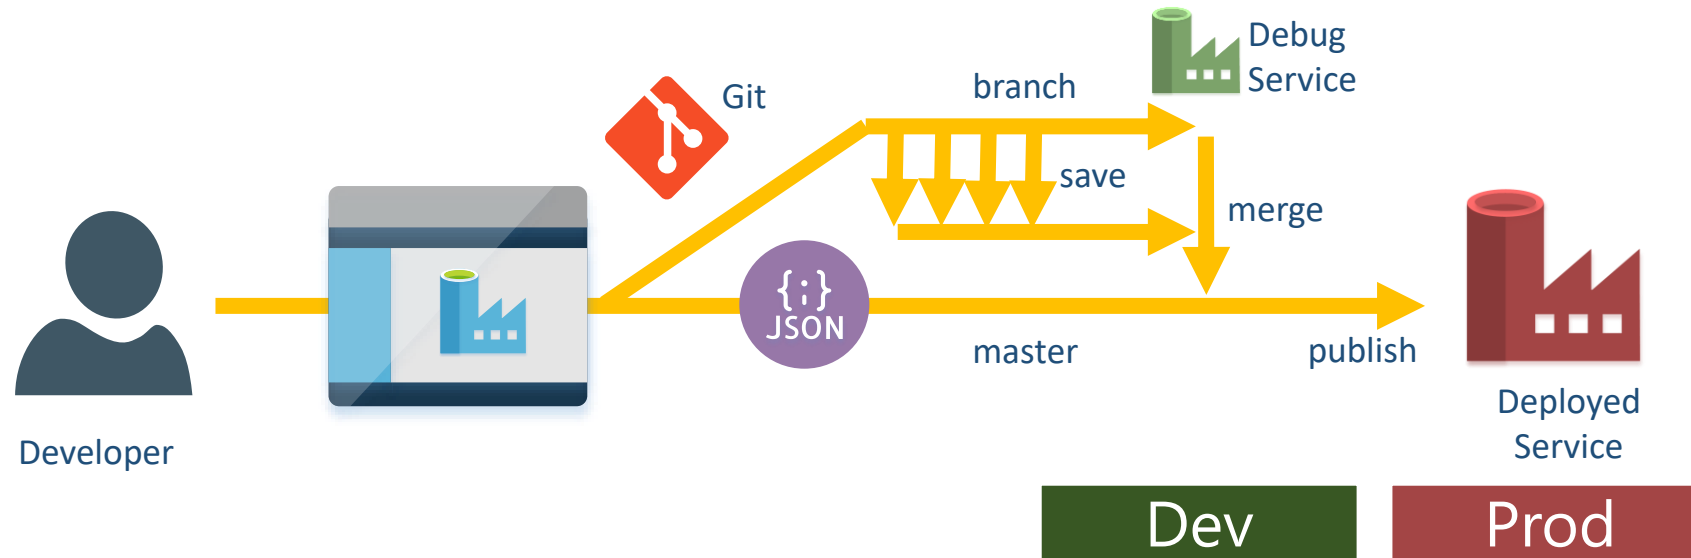 Debug
Service
Git
branch
save
merge
{;}
JSON
master
publish
Developer
Deployed
Service
Dev
Prod